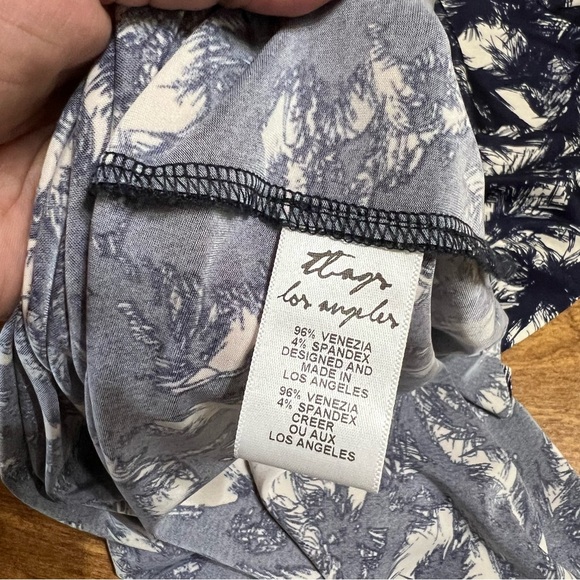 ttbags
los angeles
96% VENEZIA
4% SPANDEX
DESIGNED AND
MADE IN
LOS ANGELES
96% VENEZIA
4% SPANDEX
CREER
OU AUX
LOS ANGELES